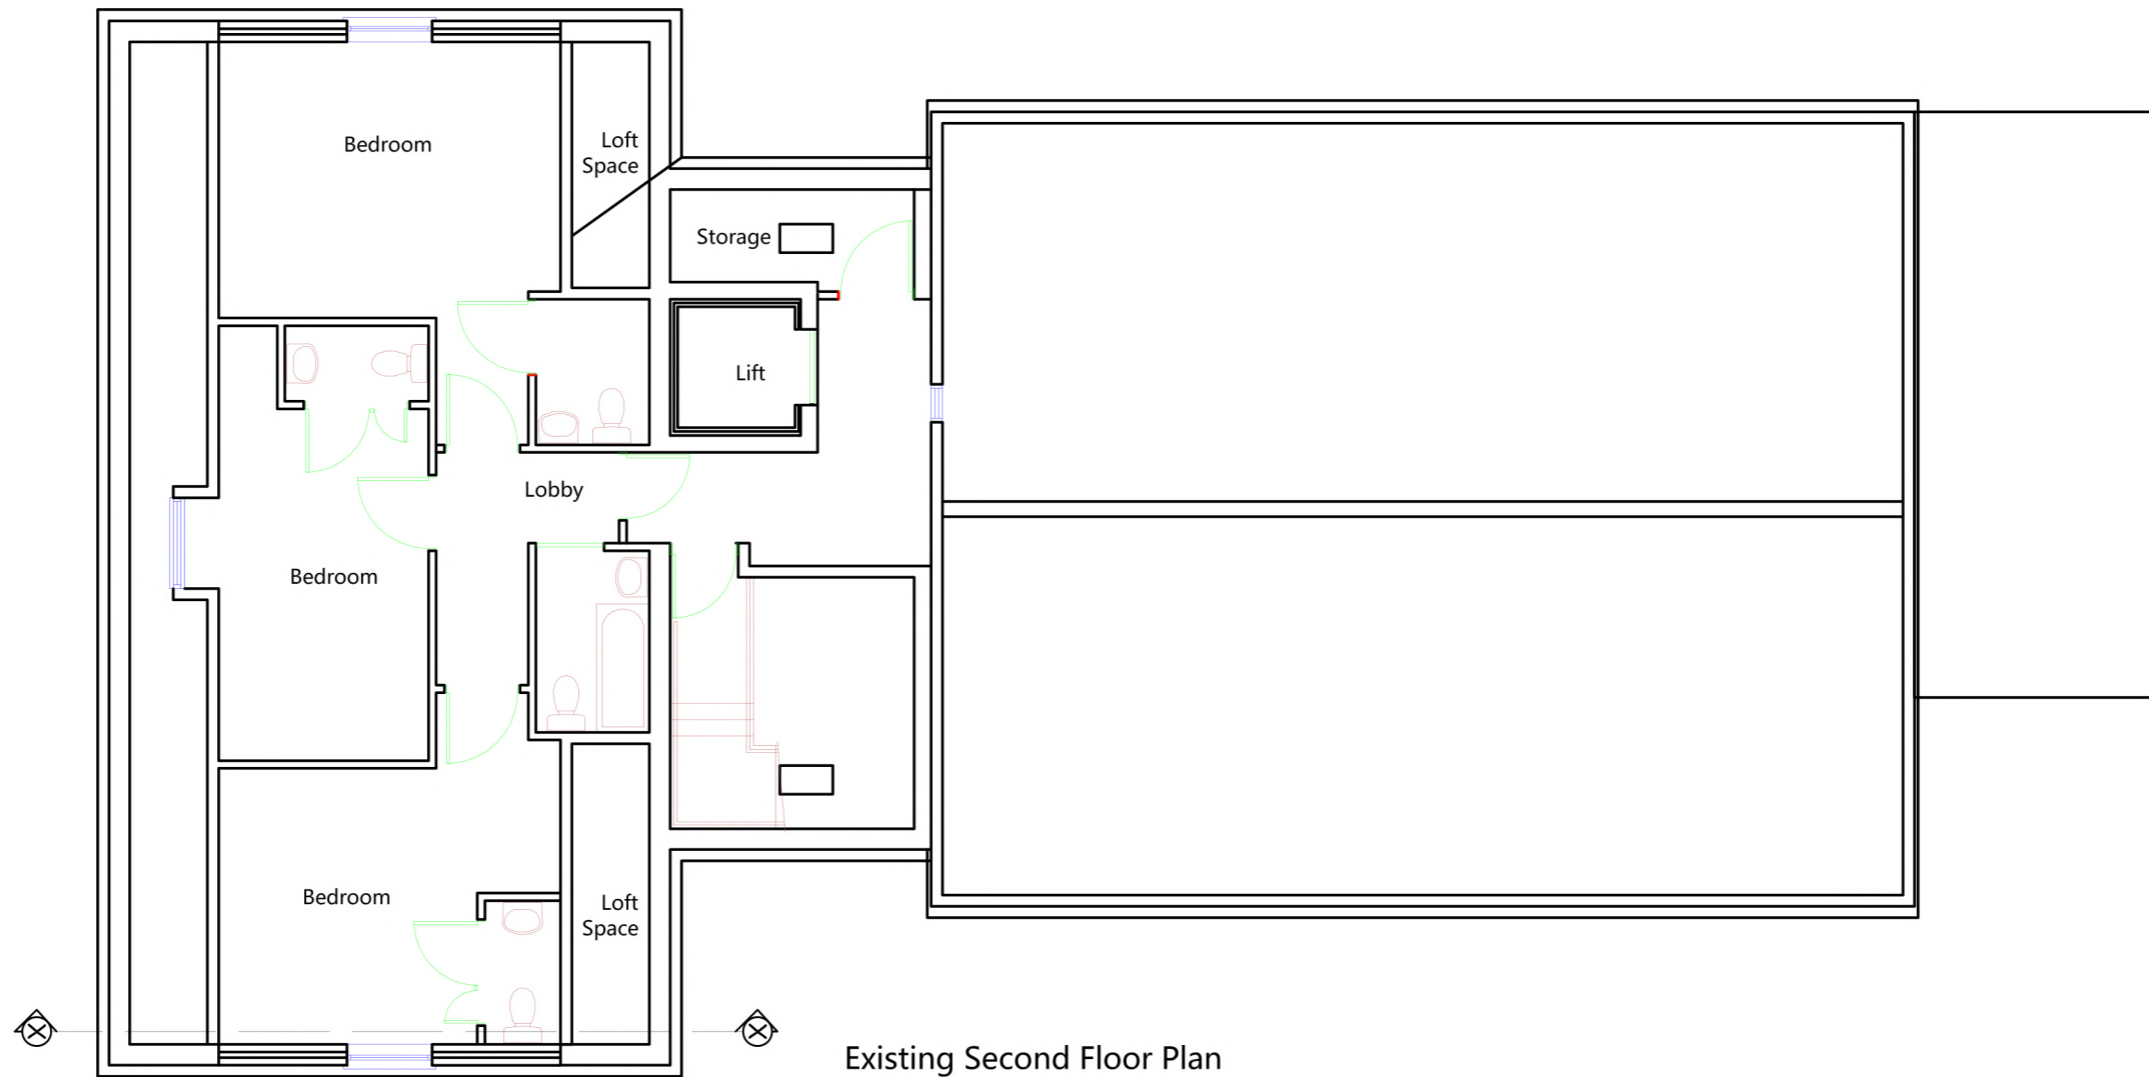 Bedroom
Loft
Space
Storage
Lift
Lobby
Bedroom
Bedroom
Loft
Space
Existing Second Floor Plan